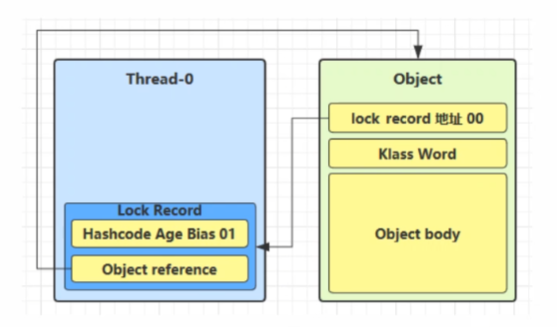 Thread-0
Lock Record
Hashcode Age Bias 01
Object reference
Object
lock record 地址 00
Klass Word
Object body